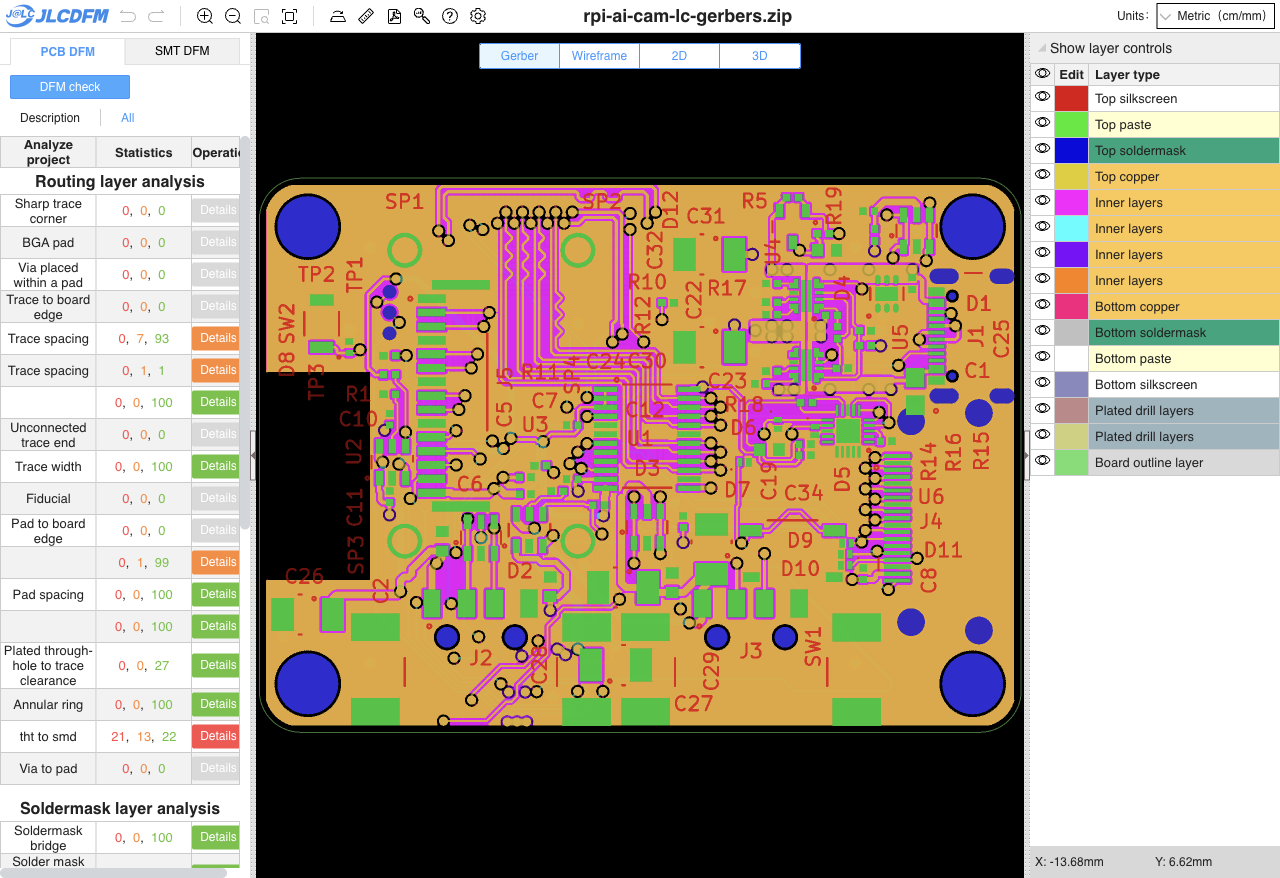 J@LC JLCDFM
rpi-ai-cam-lc-gerbers.zip
Units: Metric (cm/mm)
PCB DFM SMT DFM
DFM check
Description All
Analyze project Statistics Operatio
Routing layer analysis
Sharp trace corner 0, 0, 0 Details
BGA pad 0, 0, 0 Details
Via placed within a pad 0, 0, 0 Details
Trace to board edge 0, 0, 0 Details
Trace spacing 0, 7, 93 Details
Trace spacing 0, 1, 1 Details
0, 0, 100 Details
Unconnected trace end 0, 0, 0 Details
Trace width 0, 0, 100 Details
Fiducial 0, 0, 0 Details
Pad to board edge 0, 0, 0 Details
0, 1, 99 Details
Pad spacing 0, 0, 100 Details
0, 0, 100 Details
Plated through-hole to trace clearance 0, 0, 27 Details
Annular ring 0, 0, 100 Details
tht to smd 21, 13, 22 Details
Via to pad 0, 0, 0 Details
Soldermask layer analysis
Soldermask bridge 0, 0, 100 Details
Solder mask
Gerber Wireframe 2D 3D
SP1 SP2 D12 C31 R5 R19
TP2 TP1 C32 U4
R10 C22 R17 D4
D8 SW2 R12 D1
U5 J1 C25
TP3 J5 R11 SP4 C24 C30 C23 C1
R1 C7 C12 R18
C10 C5 U3 U1 D6
U2 D3 R14 R16 R15
C6 D7 C19 C34 D5 U6
C11 J4
SP3 D9 D11
C26 C2 D2 D10 C8
J2 C28 C29 J3 SW1
C27
Show layer controls
Edit Layer type
Top silkscreen
Top paste
Top soldermask
Top copper
Inner layers
Inner layers
Inner layers
Inner layers
Bottom copper
Bottom soldermask
Bottom paste
Bottom silkscreen
Plated drill layers
Plated drill layers
Board outline layer
X: -13.68mm Y: 6.62mm